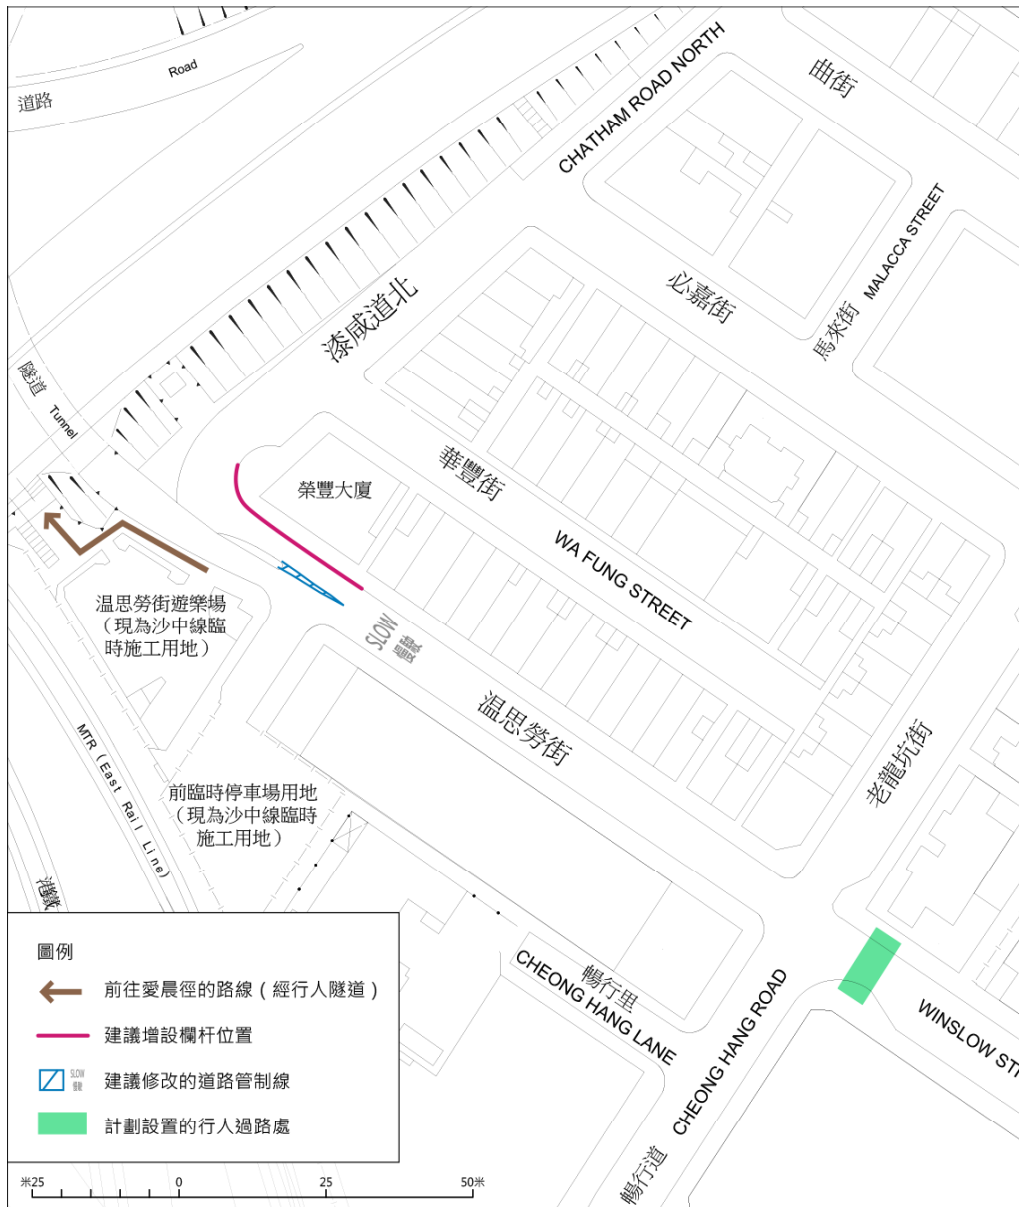 Road
道路
CHATHAM ROAD NORTH
曲街
MALACCA STREET
馬來街
必嘉街
漆咸道北
隧道
Tunnel
華豐街
WA FUNG STREET
榮豐大廈
温思勞街遊樂場
（現為沙中線臨
時施工用地）
SLOW
慢駛
温思勞街
老龍坑街
MTR (East Rail Line)
港鐵
前臨時停車場用地
（現為沙中線臨時
施工用地）
暢行里
CHEONG HANG LANE
CHEONG HANG ROAD
暢行道
WINSLOW ST
圖例
前往愛晨徑的路線（經行人隧道）
建議增設欄杆位置
SLOW
慢駛
建議修改的道路管制線
計劃設置的行人過路處
米25 0 25 50米